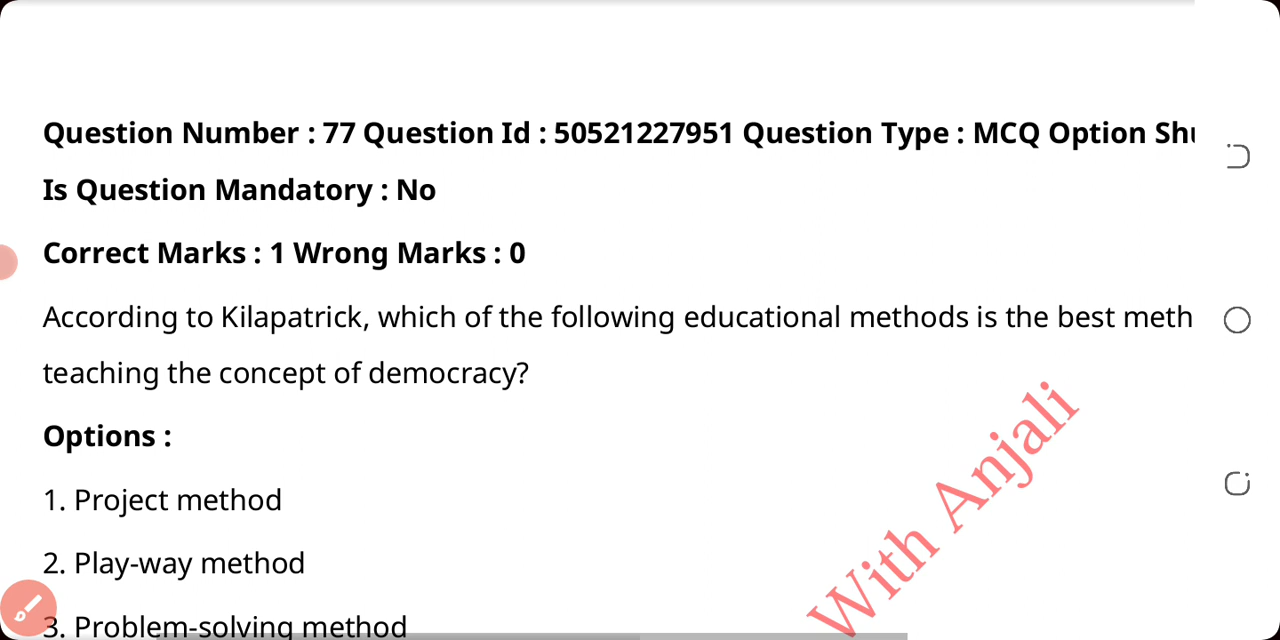 Question Number : 77 Question Id : 50521227951 Question Type : MCQ Option Shu
Is Question Mandatory : No
Correct Marks : 1 Wrong Marks : 0
According to Kilapatrick, which of the following educational methods is the best meth
teaching the concept of democracy?
Options :
1. Project method
2. Play-way method
3. Problem-solving method
With Anjali